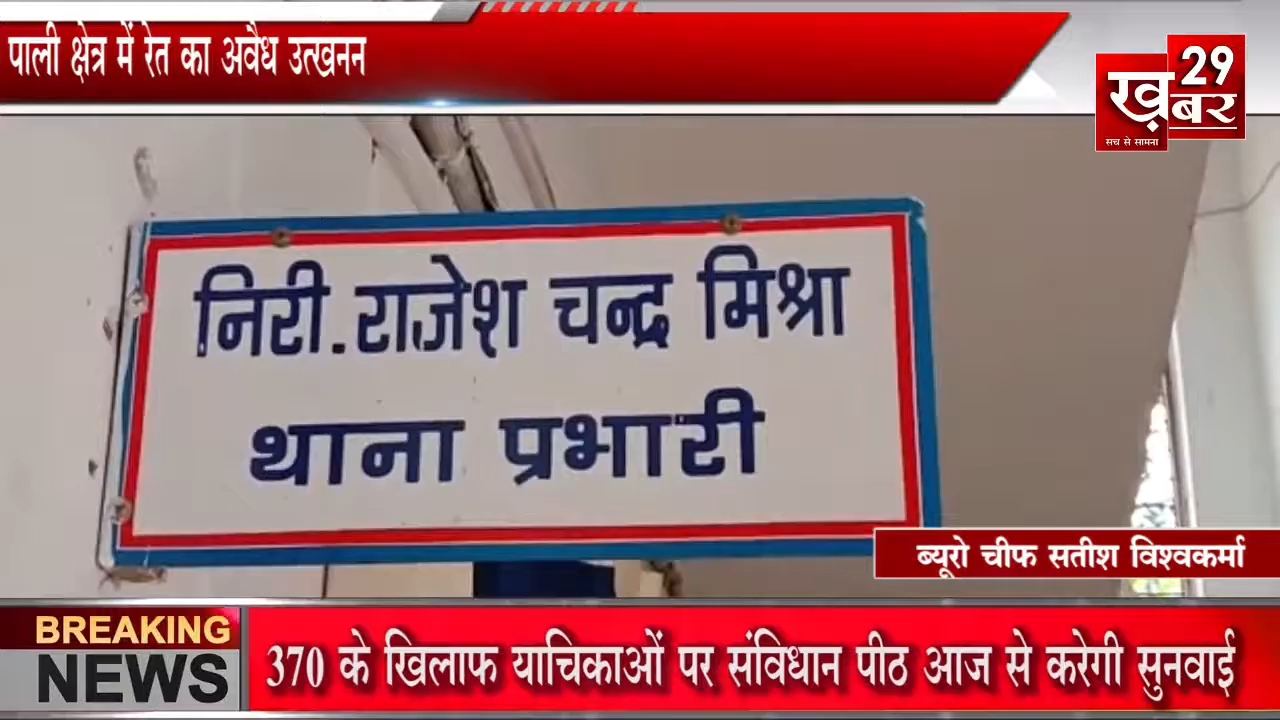 पाली क्षेत्र में रेत का अवैध उत्खनन
29
ख़बर
सच से सामना
निरी.राजेश चन्द्र मिश्रा
थाना प्रभारी
ब्यूरो चीफ सतीश विश्वकर्मा
BREAKING
NEWS
370 के खिलाफ याचिकाओं पर संविधान पीठ आज से करेगी सुनवाई